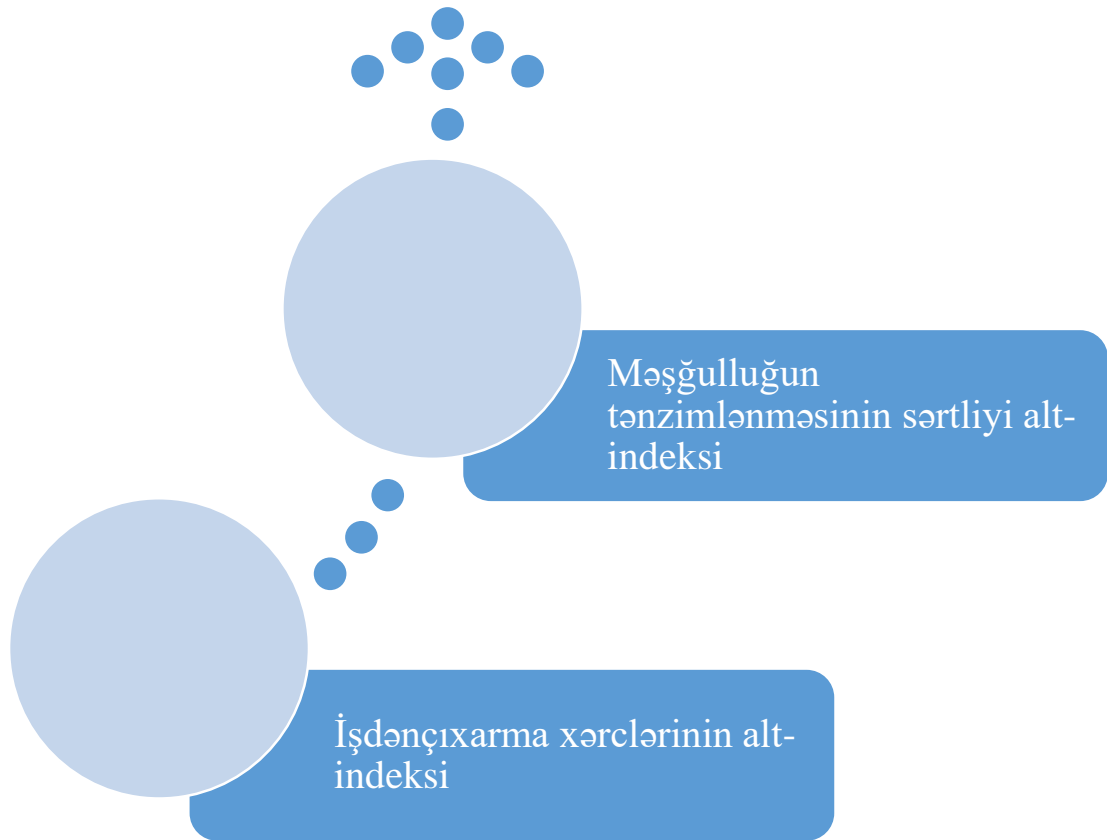 Məşğulluğun
tənzimlənməsinin sərtliyi alt-
indeksi
İşdənçıxarma xərclərinin alt-
indeksi